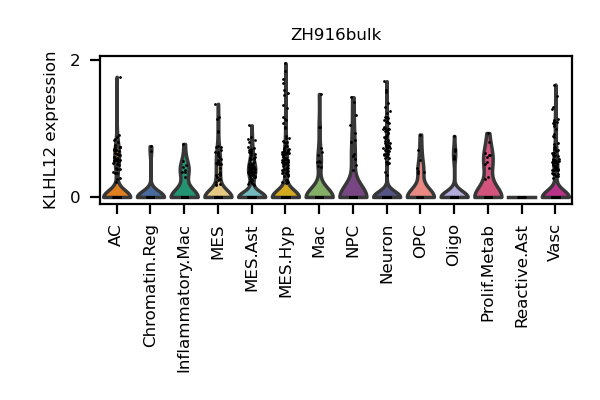 ZH916bulk
KLHL12 expression
2
0
AC
Chromatin.Reg
Inflammatory.Mac
MES
MES.Ast
MES.Hyp
Mac
NPC
Neuron
OPC
Oligo
Prolif.Metab
Reactive.Ast
Vasc